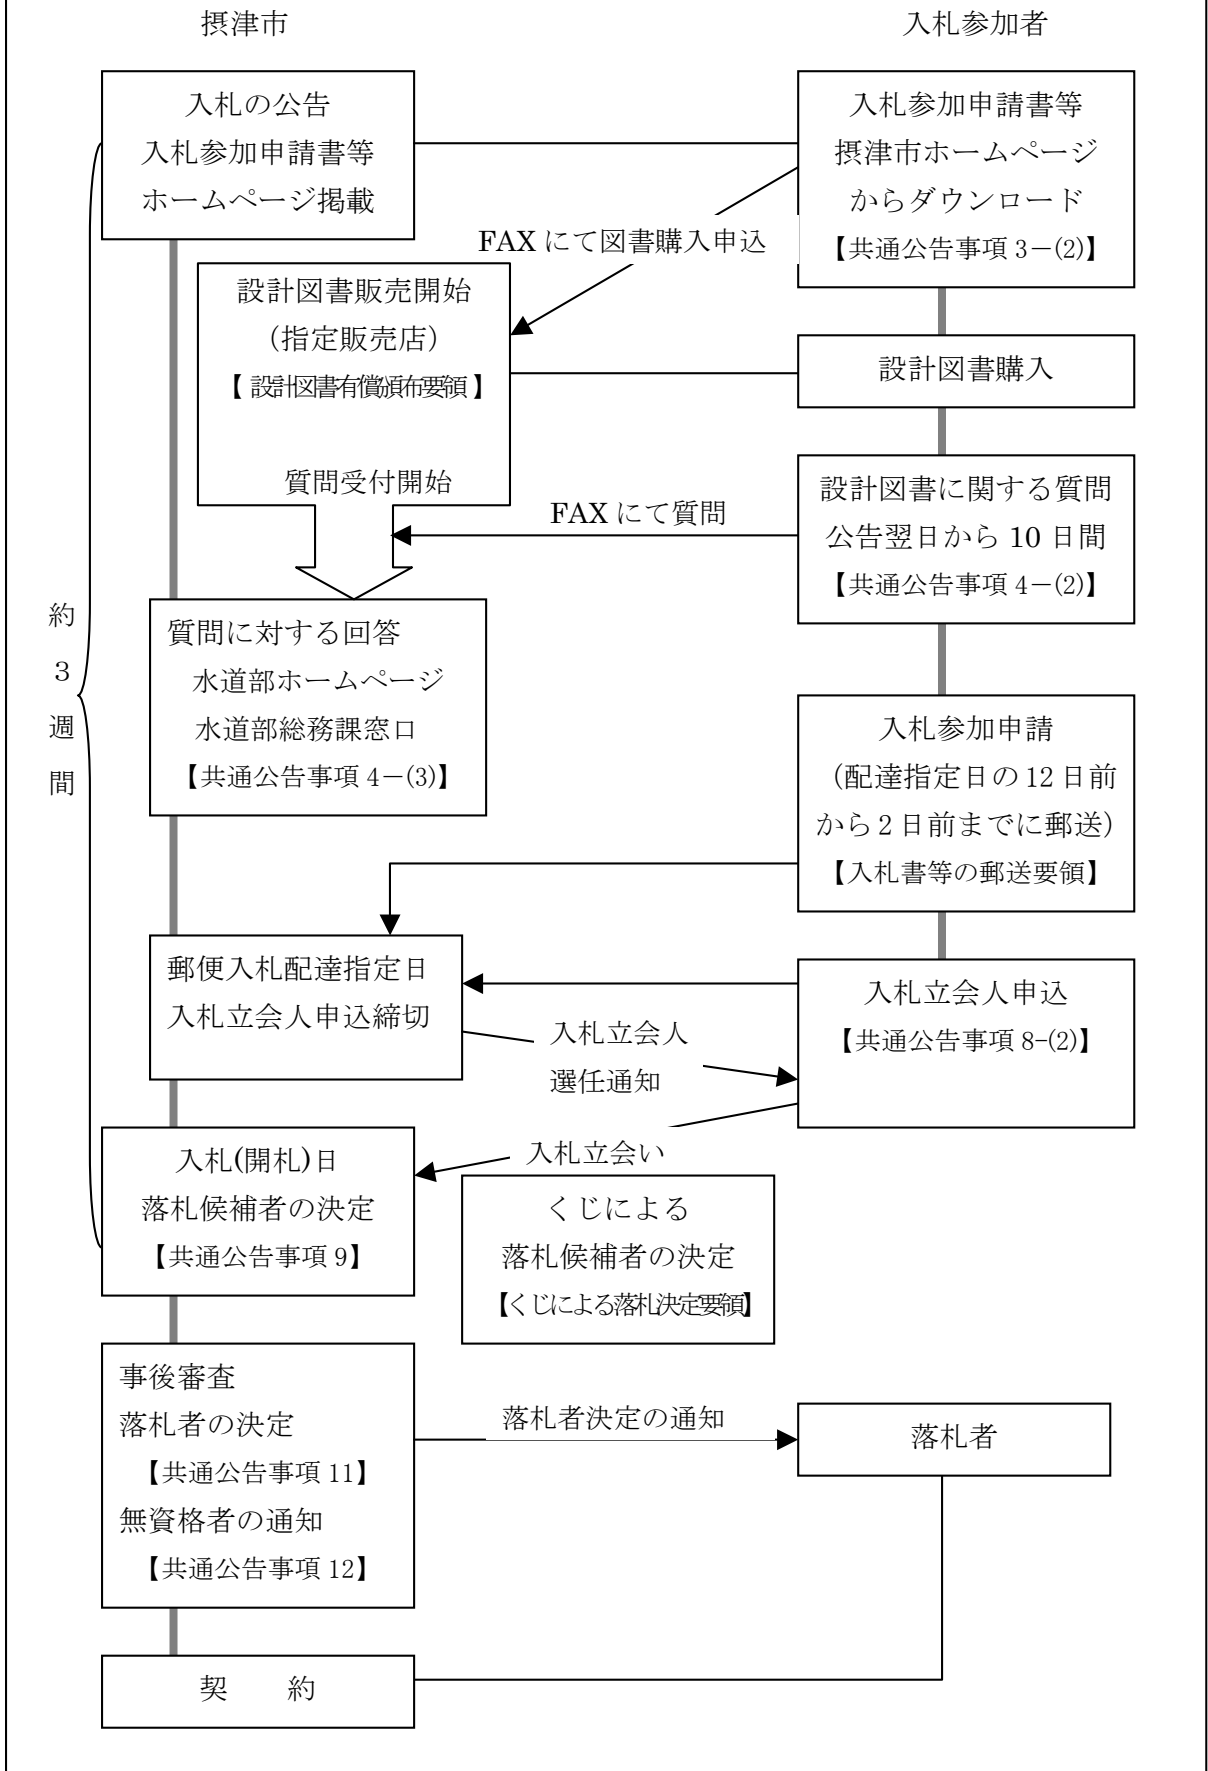 摂津市
入札参加者
入札の公告
入札参加申請書等
ホームページ掲載
入札参加申請書等
摂津市ホームページ
からダウンロード
【共通公告事項 3－(2)】
FAX にて図書購入申込
設計図書販売開始
（指定販売店）
【 設計図書有償頒布要領 】
質問受付開始
設計図書購入
設計図書に関する質問
公告翌日から 10 日間
【共通公告事項 4－(2)】
FAX にて質問
約
３
週
間
質問に対する回答
水道部ホームページ
水道部総務課窓口
【共通公告事項 4－(3)】
入札参加申請
（配達指定日の 12 日前
から 2 日前までに郵送）
【入札書等の郵送要領】
郵便入札配達指定日
入札立会人申込締切
入札立会人申込
【共通公告事項 8-(2)】
入札立会人
選任通知
入札立会い
入札(開札)日
落札候補者の決定
【共通公告事項 9】
くじによる
落札候補者の決定
【くじによる落札決定要領】
事後審査
落札者の決定
【共通公告事項 11】
無資格者の通知
【共通公告事項 12】
落札者決定の通知
落札者
契　　約